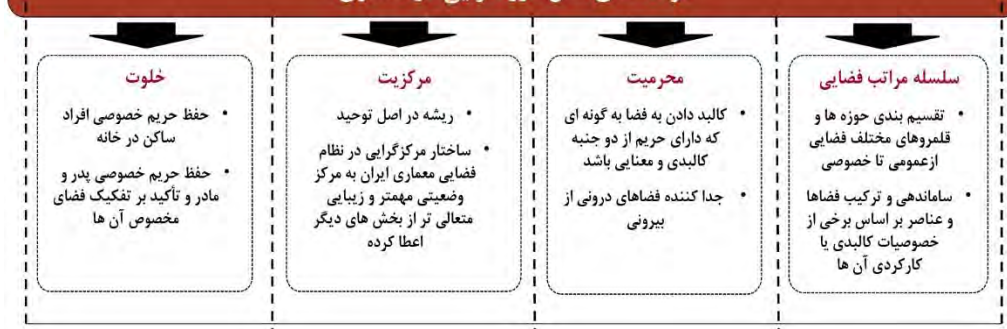 سلسله مراتب فضایی
• تقسیم بندی حوزه ها و
قلمروهای مختلف فضایی
ازعمومی تا خصوصی
• ساماندهی و ترکیب فضاها
و عناصر بر اساس برخی از
خصوصیات کالبدی یا
کارکردی آن ها
محرمیت
• کالبد دادن به فضا به گونه ای
که دارای حریم از دو جنبه
کالبدی و معنایی باشد
• جدا کننده فضاهای درونی از
بیرونی
مرکزیت
• ریشه در اصل توحید
• ساختار مرکزگرایی در نظام
فضایی معماری ایران به مرکز
وضعیتی مهمتر و زیبایی
متعالی تر از بخش های دیگر
اعطا کرده
خلوت
• حفظ حریم خصوصی افراد
ساکن در خانه
• حفظ حریم خصوصی پدر و
مادر و تأکید بر تفکیک فضای
مخصوص آن ها